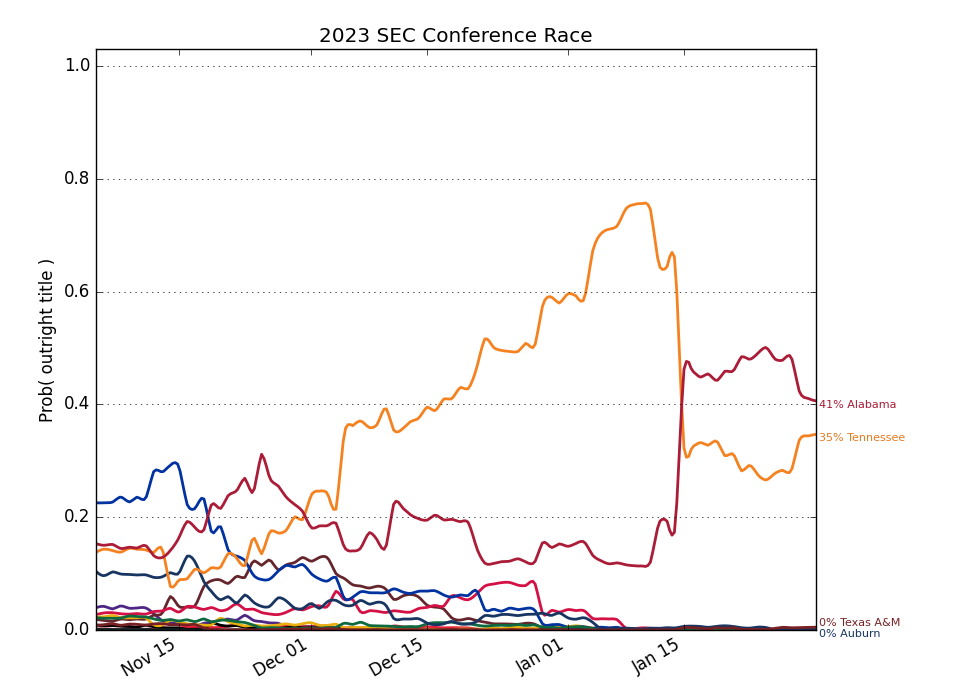 2023 SEC Conference Race
1.0
0.8
0.6
0.4
0.2
0.0
Prob( outright title )
Nov 15
Dec 01
Dec 15
Jan 01
Jan 15
41% Alabama
35% Tennessee
0% Texas A&M
0% Auburn